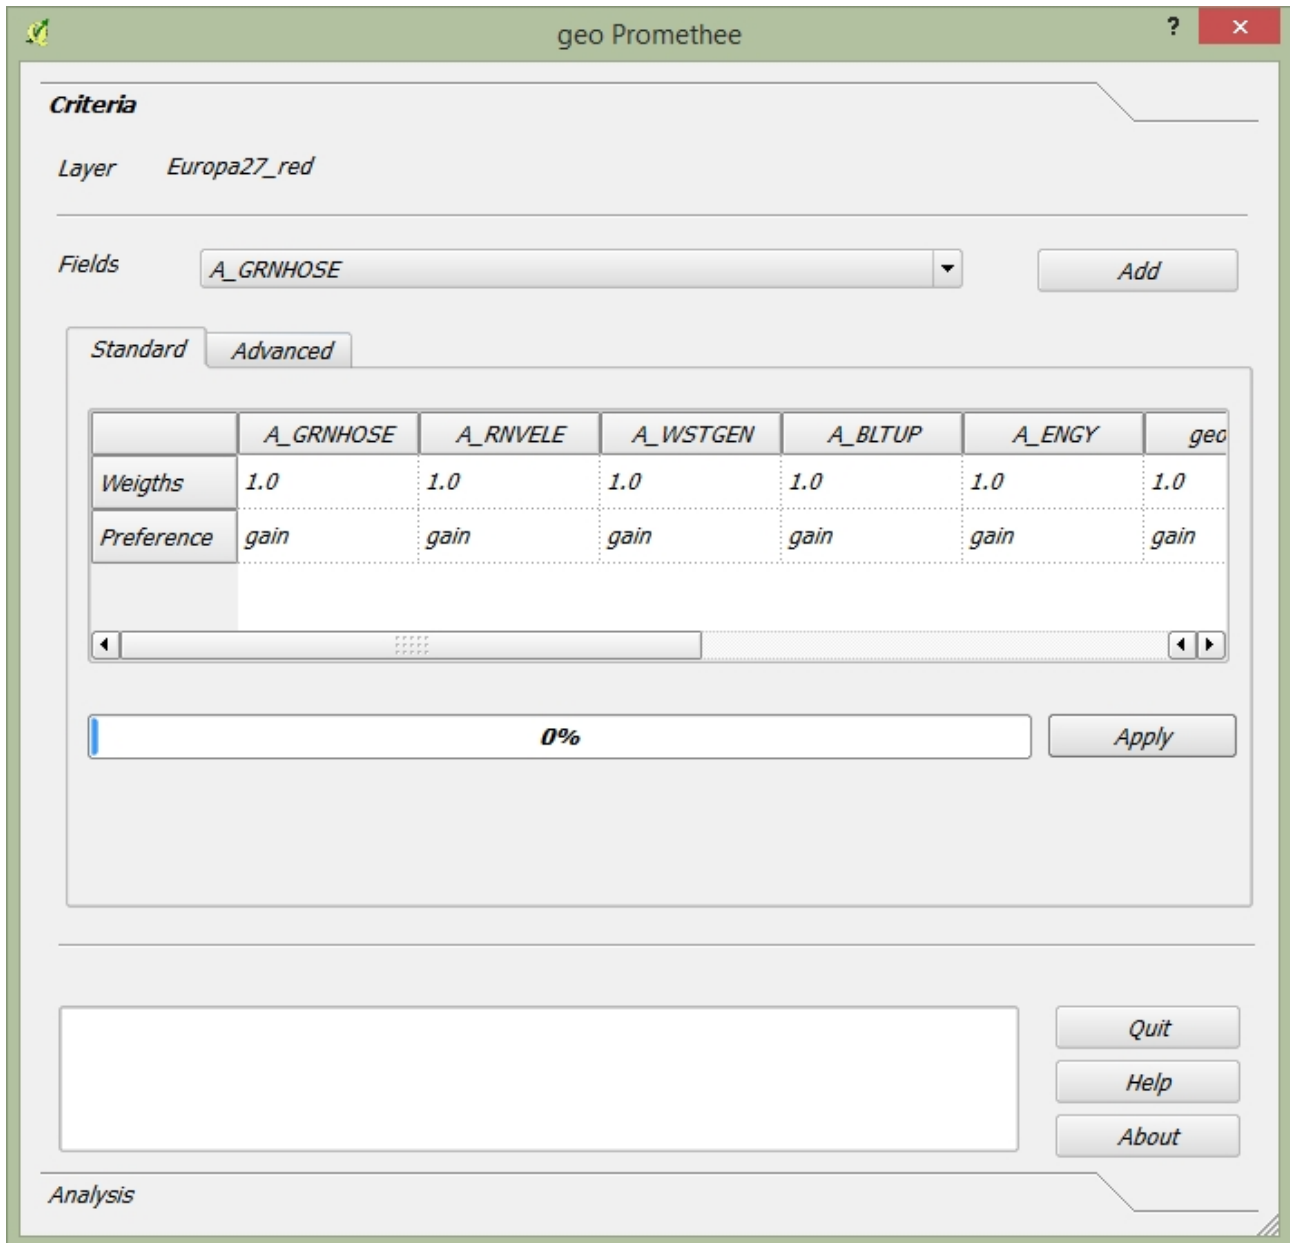 geo Promethee ?
Criteria
Layer Europa27_red
Fields A_GRNHOSE Add
Standard Advanced
A_GRNHOSE A_RNVELE A_WSTGEN A_BLTUP A_ENGY geo
Weigths 1.0 1.0 1.0 1.0 1.0 1.0
Preference gain gain gain gain gain gain
0% Apply
Quit
Help
About
Analysis